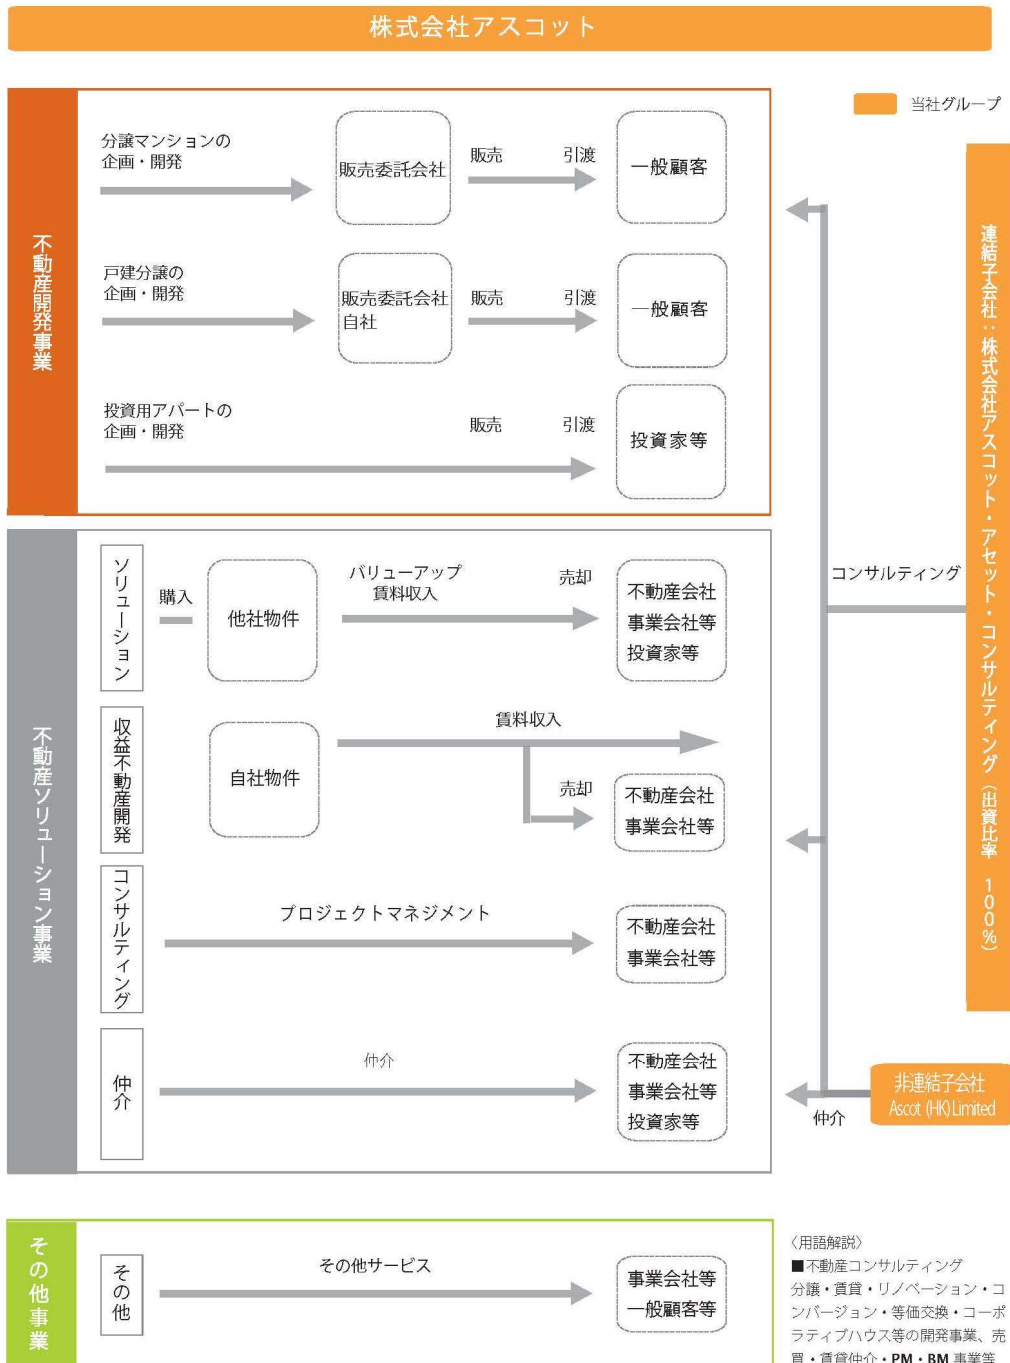 株式会社アスコット
当社グループ
不動産開発事業
分譲マンションの
企画・開発
販売委託会社
販売
引渡
一般顧客
戸建分譲の
企画・開発
販売委託会社
自社
販売
引渡
一般顧客
投資用アパートの
企画・開発
販売
引渡
投資家等
不動産ソリューション事業
ソリューション
購入
他社物件
バリューアップ
賃料収入
売却
不動産会社
事業会社等
投資家等
収益不動産開発
自社物件
賃料収入
売却
不動産会社
事業会社等
コンサルティング
プロジェクトマネジメント
不動産会社
事業会社等
仲介
仲介
不動産会社
事業会社等
投資家等
コンサルティング
連結子会社：株式会社アスコット・アセット・コンサルティング（出資比率　100%）
非連結子会社
Ascot (HK) Limited
仲介
その他事業
その他
その他サービス
事業会社等
一般顧客等
〈用語解説〉
■不動産コンサルティング
分譲・賃貸・リノベーション・コ
ンバージョン・等価交換・コーポ
ラティブハウス等の開発事業、売
買・賃貸仲介・PM・BM 事業等